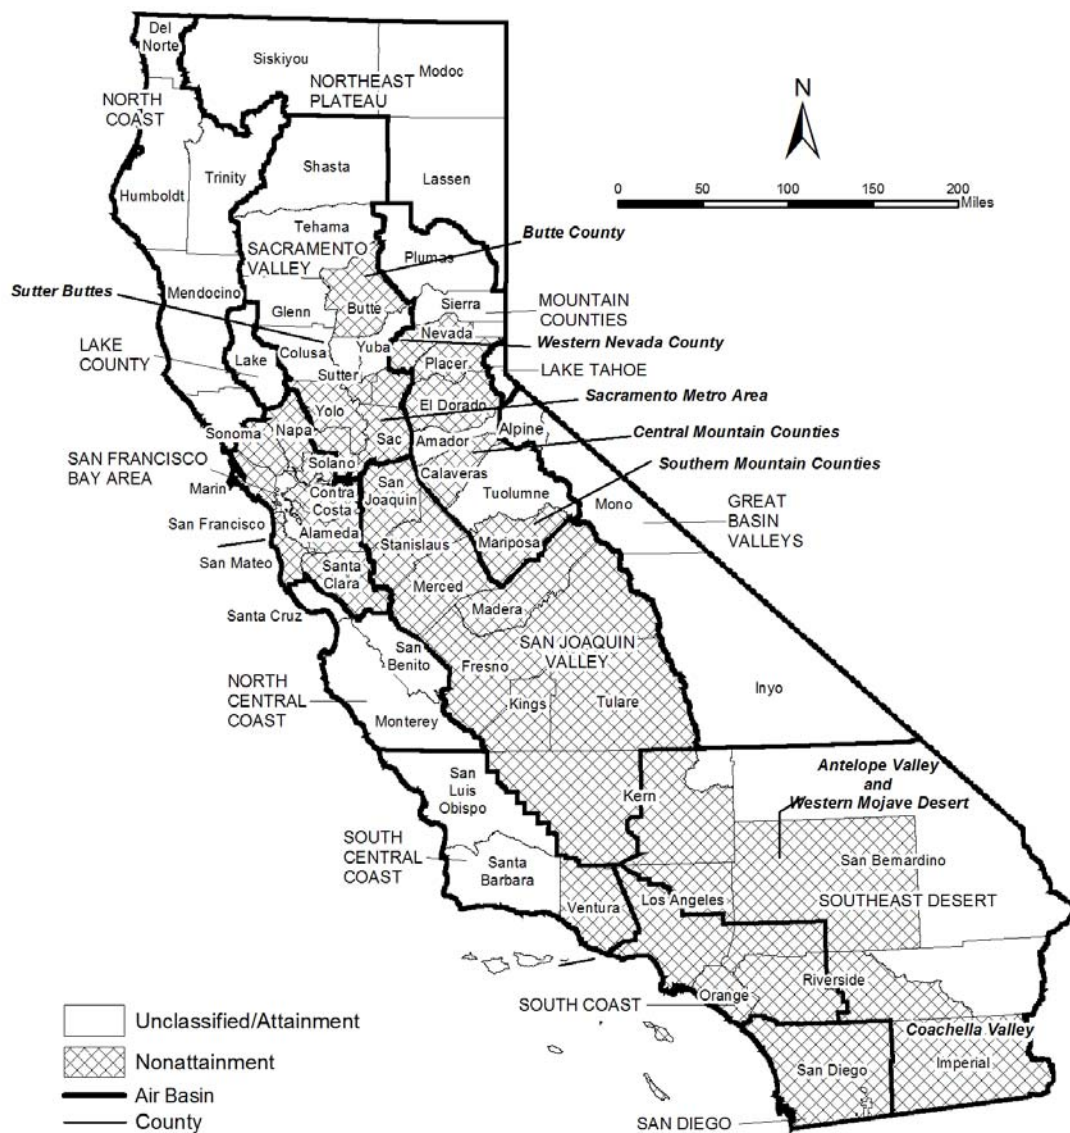 Del
Norte
Siskiyou
Modoc
NORTHEAST
PLATEAU
NORTH
COAST
N
Humboldt
Trinity
Shasta
Lassen
0 50 100 150 200
Miles
Tehama
Butte County
SACRAMENTO
VALLEY
Plumas
Sutter Buttes
Mendocino
Glenn
Butte
Sierra
MOUNTAIN
COUNTIES
Nevada
Western Nevada County
LAKE
COUNTY
Lake
Colusa
Yuba
Placer
LAKE TAHOE
Sutter
El Dorado
Sacramento Metro Area
Yolo
Sonoma
Napa
Sac
Amador
Alpine
Central Mountain Counties
SAN FRANCISCO
BAY AREA
Solano
Calaveras
Southern Mountain Counties
Marin
Contra
Costa
San
Joaquin
Tuolumne
Mono
GREAT
BASIN
VALLEYS
San Francisco
Alameda
Stanislaus
Mariposa
San Mateo
Santa
Clara
Merced
Santa Cruz
Madera
San
Benito
SAN JOAQUIN
VALLEY
Fresno
NORTH
CENTRAL
COAST
Monterey
Kings
Tulare
Inyo
San
Luis
Obispo
Kern
Antelope Valley
and
Western Mojave Desert
SOUTH
CENTRAL
COAST
Santa
Barbara
San Bernardino
SOUTHEAST DESERT
Ventura
Los Angeles
Riverside
SOUTH COAST
Orange
Coachella Valley
Imperial
San Diego
SAN DIEGO
Unclassified/Attainment
Nonattainment
Air Basin
County